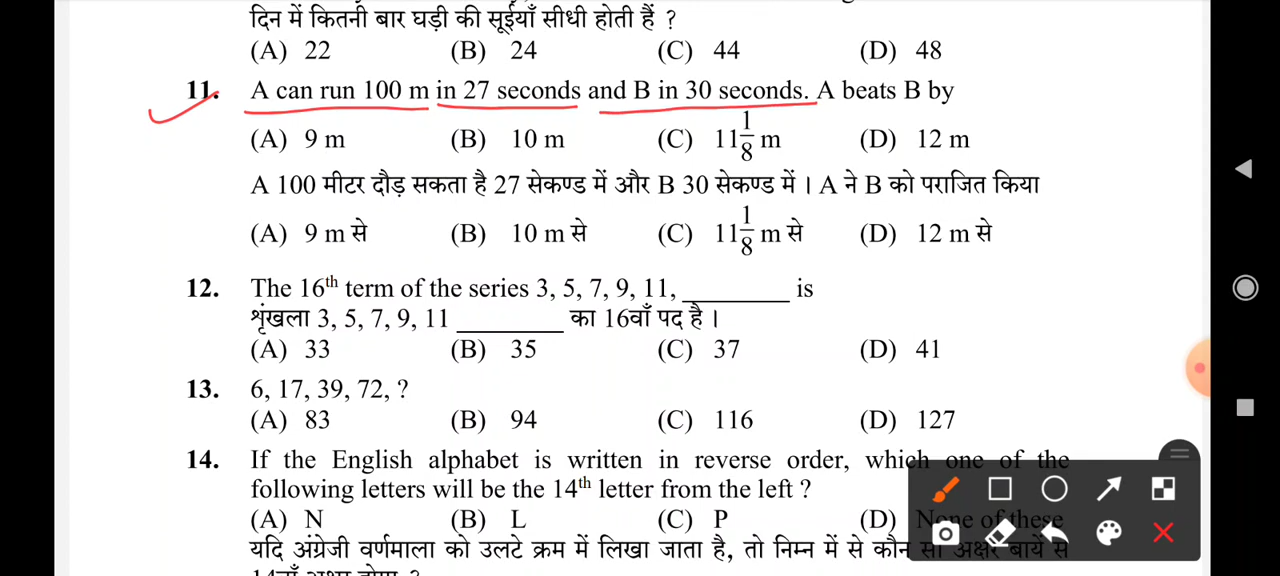 दिन में कितनी बार घड़ी की सूईयाँ सीधी होती हैं ?
(A) 22 (B) 24 (C) 44 (D) 48
11. A can run 100 m in 27 seconds and B in 30 seconds. A beats B by
(A) 9 m (B) 10 m (C) 11 1/8 m (D) 12 m
A 100 मीटर दौड़ सकता है 27 सेकण्ड में और B 30 सेकण्ड में । A ने B को पराजित किया
(A) 9 m से (B) 10 m से (C) 11 1/8 m से (D) 12 m से
12. The 16th term of the series 3, 5, 7, 9, 11, ________ is
शृंखला 3, 5, 7, 9, 11 ________ का 16वाँ पद है ।
(A) 33 (B) 35 (C) 37 (D) 41
13. 6, 17, 39, 72, ?
(A) 83 (B) 94 (C) 116 (D) 127
14. If the English alphabet is written in reverse order, which one of the
following letters will be the 14th letter from the left ?
(A) N (B) L (C) P (D) None of these
यदि अंग्रेजी वर्णमाला को उलटे क्रम में लिखा जाता है, तो निम्न में से कौन सा अक्षर बायें से